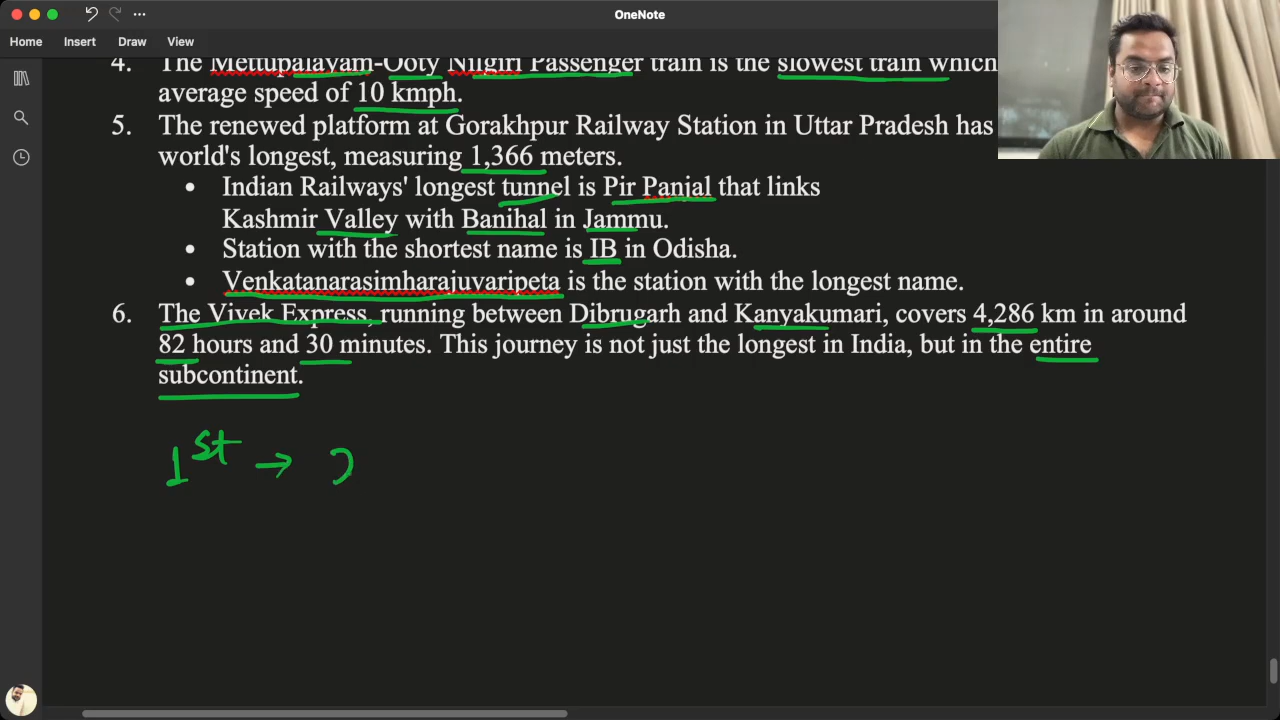 OneNote
Home Insert Draw View
4. The Mettupalayam-Ooty Nilgiri Passenger train is the slowest train which
average speed of 10 kmph.
5. The renewed platform at Gorakhpur Railway Station in Uttar Pradesh has
world's longest, measuring 1,366 meters.
• Indian Railways' longest tunnel is Pir Panjal that links
Kashmir Valley with Banihal in Jammu.
• Station with the shortest name is IB in Odisha.
• Venkatanarasimharajuvaripeta is the station with the longest name.
6. The Vivek Express, running between Dibrugarh and Kanyakumari, covers 4,286 km in around
82 hours and 30 minutes. This journey is not just the longest in India, but in the entire
subcontinent.
1st →